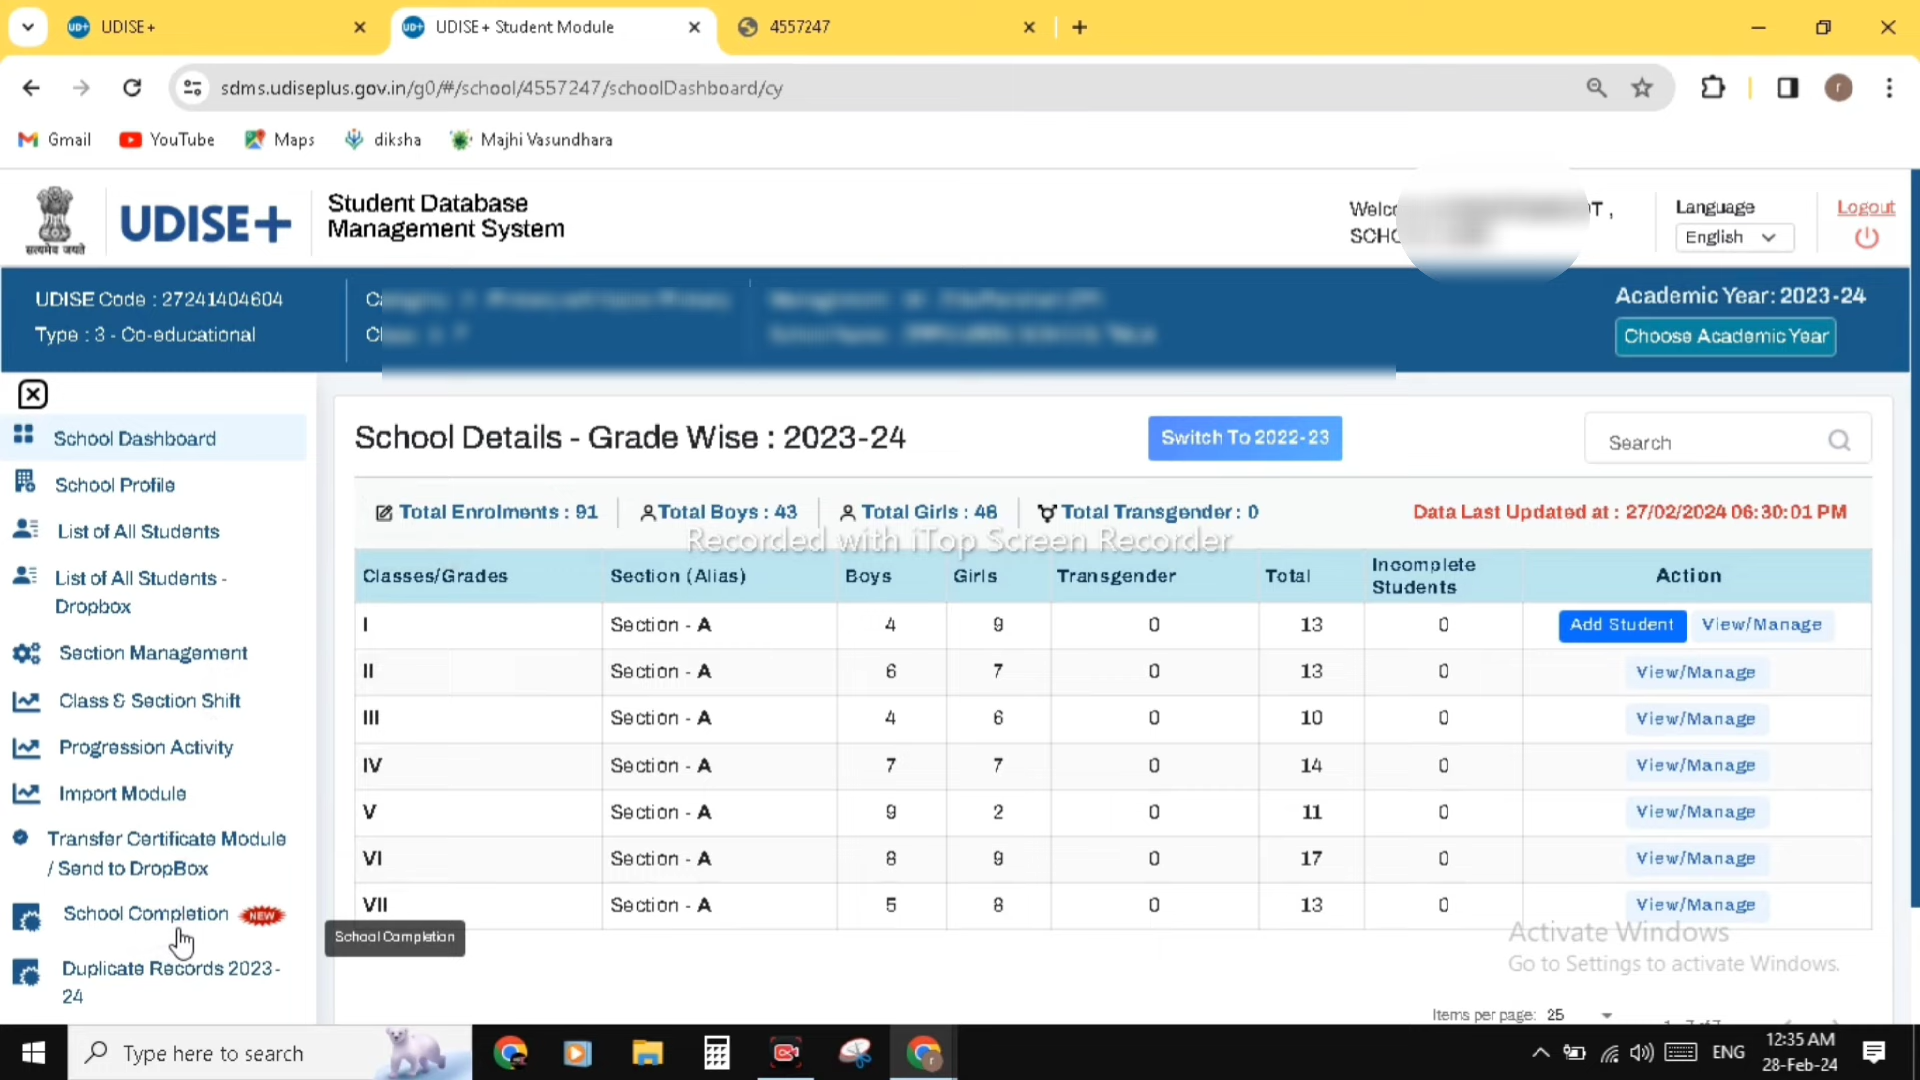 UDISE+
UDISE+ Student Module
4557247
sdms.udiseplus.gov.in/g0/#/school/4557247/schoolDashboard/cy
Gmail
YouTube
Maps
diksha
Majhi Vasundhara
सत्यमेव जयते
UDISE+
Student Database
Management System
Language
English
Logout
UDISE Code : 27241404604
Type : 3 - Co-educational
Academic Year: 2023-24
Choose Academic Year
School Dashboard
School Profile
List of All Students
List of All Students -
Dropbox
Section Management
Class & Section Shift
Progression Activity
Import Module
Transfer Certificate Module
/ Send to DropBox
School Completion NEW
School Completion
Duplicate Records 2023-
24
School Details - Grade Wise : 2023-24
Switch To 2022-23
Search
Total Enrolments : 91
Total Boys : 43
Total Girls : 48
Total Transgender : 0
Data Last Updated at : 27/02/2024 06:30:01 PM
Recorded with iTop Screen Recorder
Classes/Grades Section (Alias) Boys Girls Transgender Total Incomplete Students Action
I Section - A 4 9 0 13 0 Add Student View/Manage
II Section - A 6 7 0 13 0 View/Manage
III Section - A 4 6 0 10 0 View/Manage
IV Section - A 7 7 0 14 0 View/Manage
V Section - A 9 2 0 11 0 View/Manage
VI Section - A 8 9 0 17 0 View/Manage
VII Section - A 5 8 0 13 0 View/Manage
Activate Windows
Go to Settings to activate Windows.
Items per page: 25
Type here to search
ENG
12:35 AM
28-Feb-24